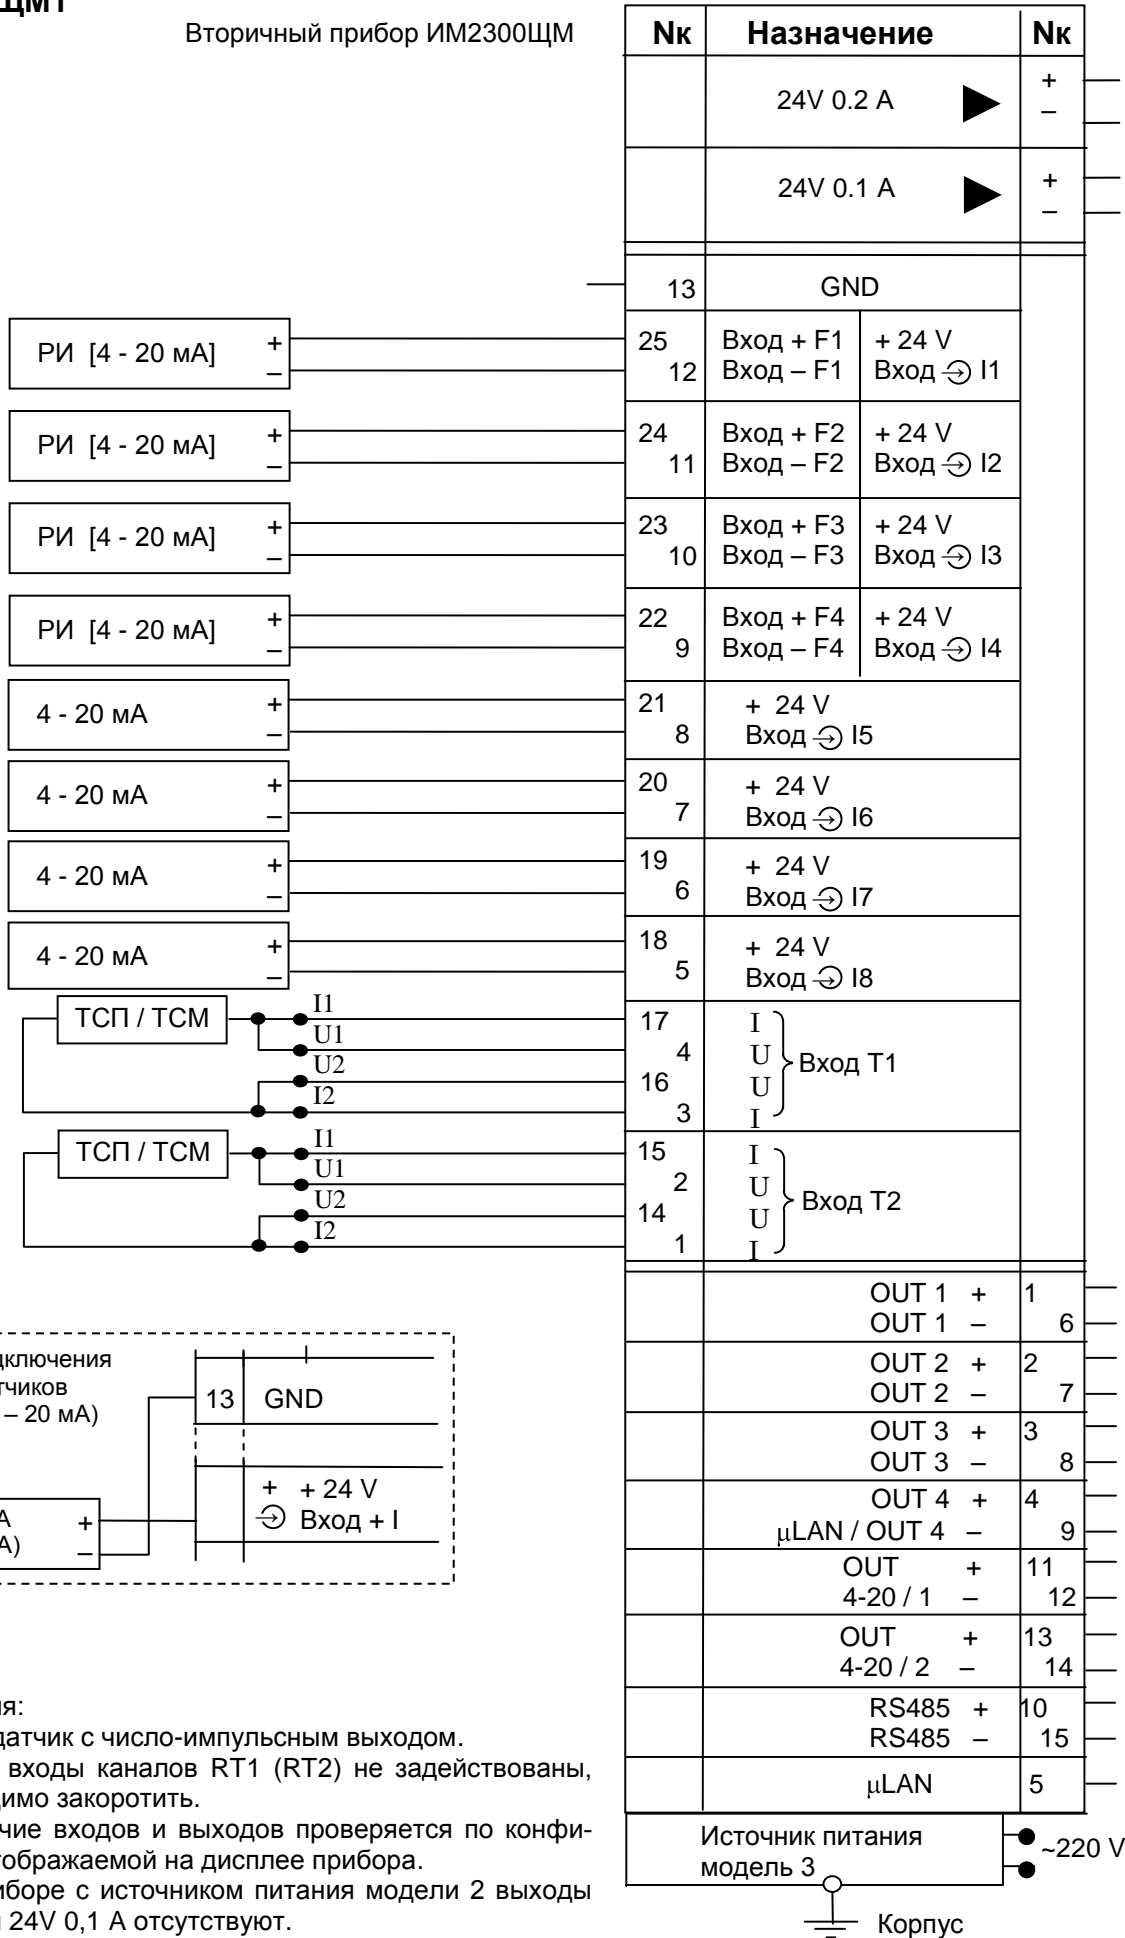 ЩМ1
Вторичный прибор ИМ2300ЩМ
Nк Назначение Nк
24V 0.2 A + –
24V 0.1 A + –
13 GND
РИ [4 - 20 мА] + – 25 12 Вход + F1 Вход – F1 + 24 V Вход I1
РИ [4 - 20 мА] + – 24 11 Вход + F2 Вход – F2 + 24 V Вход I2
РИ [4 - 20 мА] + – 23 10 Вход + F3 Вход – F3 + 24 V Вход I3
РИ [4 - 20 мА] + – 22 9 Вход + F4 Вход – F4 + 24 V Вход I4
4 - 20 мА + – 21 8 + 24 V Вход I5
4 - 20 мА + – 20 7 + 24 V Вход I6
4 - 20 мА + – 19 6 + 24 V Вход I7
4 - 20 мА + – 18 5 + 24 V Вход I8
ТСП / ТСМ I1 U1 U2 I2 17 4 16 3 I U U I Вход Т1
ТСП / ТСМ I1 U1 U2 I2 15 2 14 1 I U U I Вход Т2
OUT 1 + 1
OUT 1 – 6
OUT 2 + 2
OUT 2 – 7
OUT 3 + 3
OUT 3 – 8
OUT 4 + 4
μLAN / OUT 4 – 9
OUT + 11
4-20 / 1 – 12
OUT + 13
4-20 / 2 – 14
RS485 + 10
RS485 – 15
μLAN 5
Источник питания
модель 3
~220 V
Корпус
дключения
тчиков
– 20 мА)
13 GND
+ + 24 V
Вход + I
А +
А) –
ия:
датчик с число-импульсным выходом.
входы каналов RT1 (RT2) не задействованы,
димо закоротить.
чие входов и выходов проверяется по конфи-
тображаемой на дисплее прибора.
иборе с источником питания модели 2 выходы
24V 0,1 А отсутствуют.